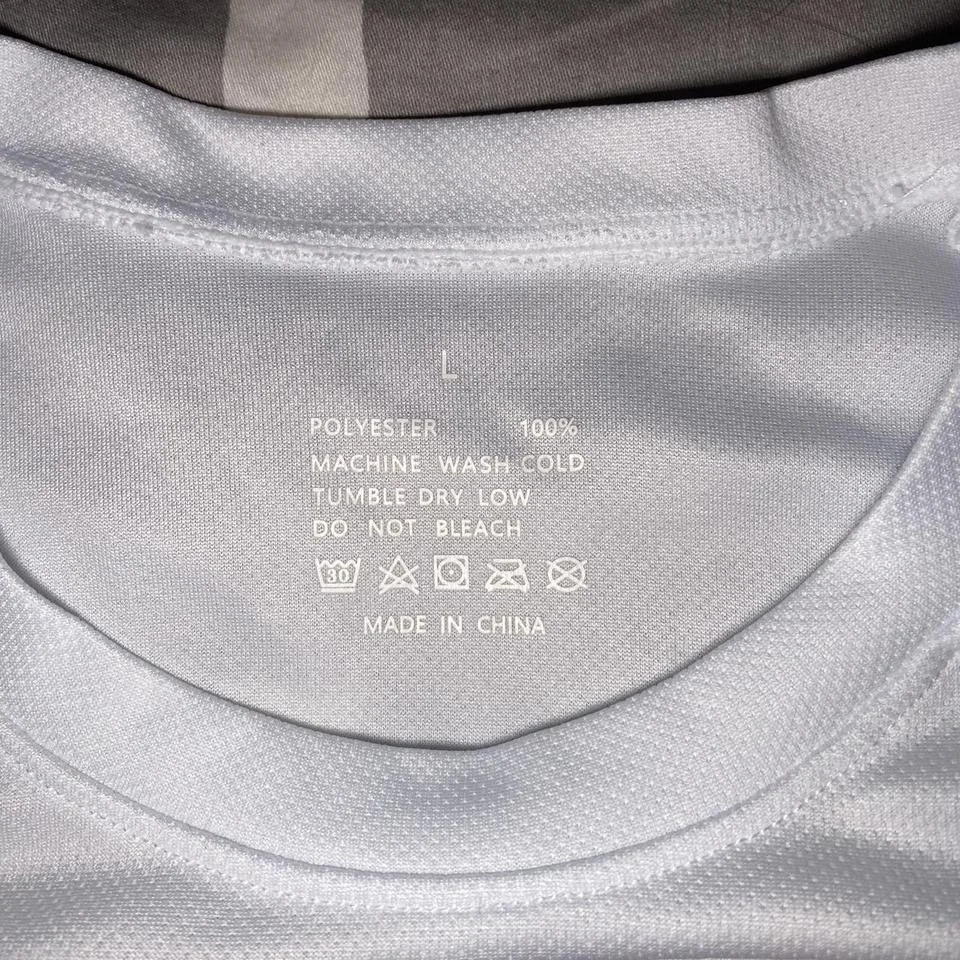 L
POLYESTER 100%
MACHINE WASH COLD
TUMBLE DRY LOW
DO NOT BLEACH
30
MADE IN CHINA